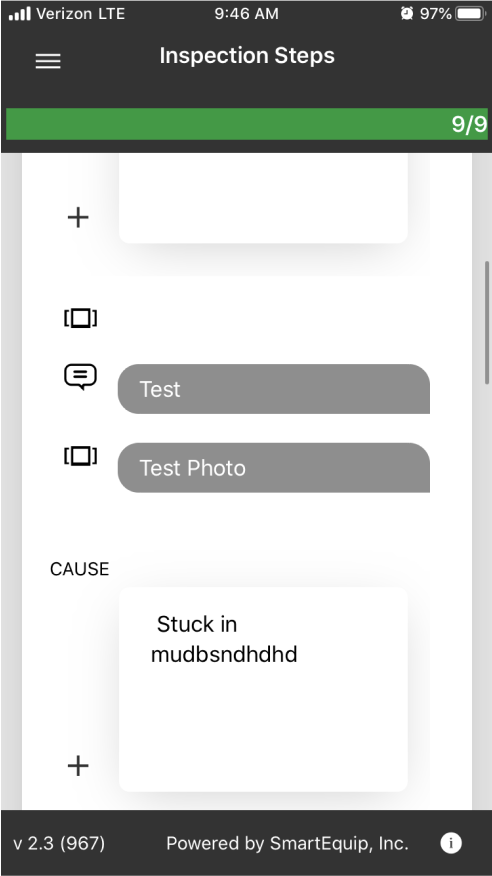 Verizon LTE 9:46 AM 97%
Inspection Steps
9/9
Test
Test Photo
CAUSE
Stuck in
mudbsndhdhd
v 2.3 (967) Powered by SmartEquip, Inc.